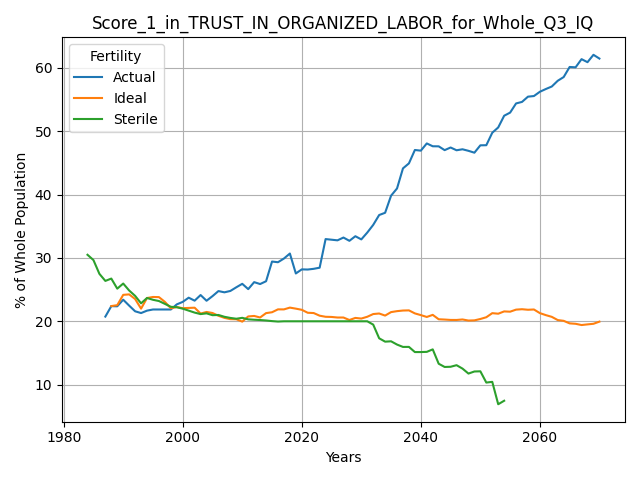 Score_1_in_TRUST_IN_ORGANIZED_LABOR_for_Whole_Q3_IQ
Fertility
Actual
Ideal
Sterile
% of Whole Population
60
50
40
30
20
10
1980
2000
2020
2040
2060
Years